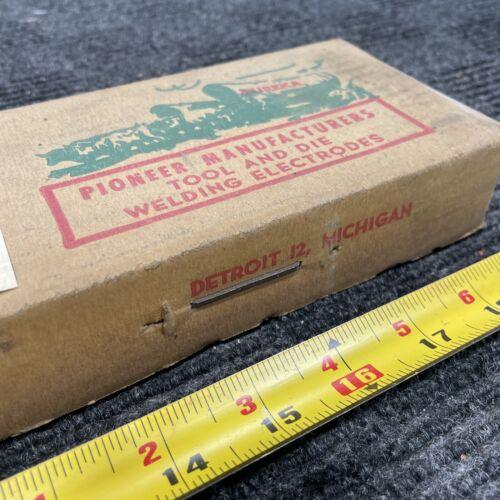 EUREKA
PIONEER MANUFACTURERS
TOOL AND DIE
WELDING ELECTRODES
DETROIT 12, MICHIGAN
2 3 4 5 6
14 15 16 17